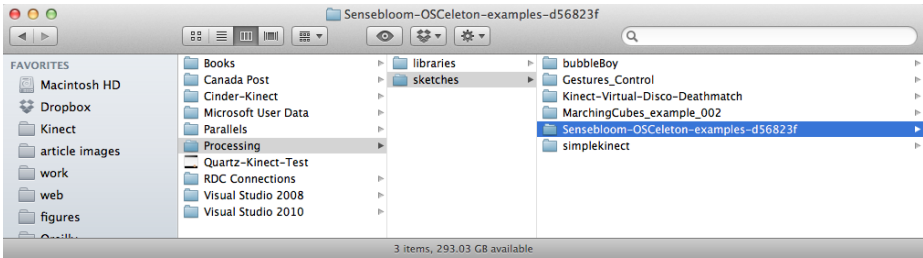 Sensebloom-OSCeleton-examples-d56823f
FAVORITES
Macintosh HD
Dropbox
Kinect
article images
work
web
figures
Books
Canada Post
Cinder-Kinect
Microsoft User Data
Parallels
Processing
Quartz-Kinect-Test
RDC Connections
Visual Studio 2008
Visual Studio 2010
libraries
sketches
bubbleBoy
Gestures_Control
Kinect-Virtual-Disco-Deathmatch
MarchingCubes_example_002
Sensebloom-OSCeleton-examples-d56823f
simplekinect
3 items, 293.03 GB available